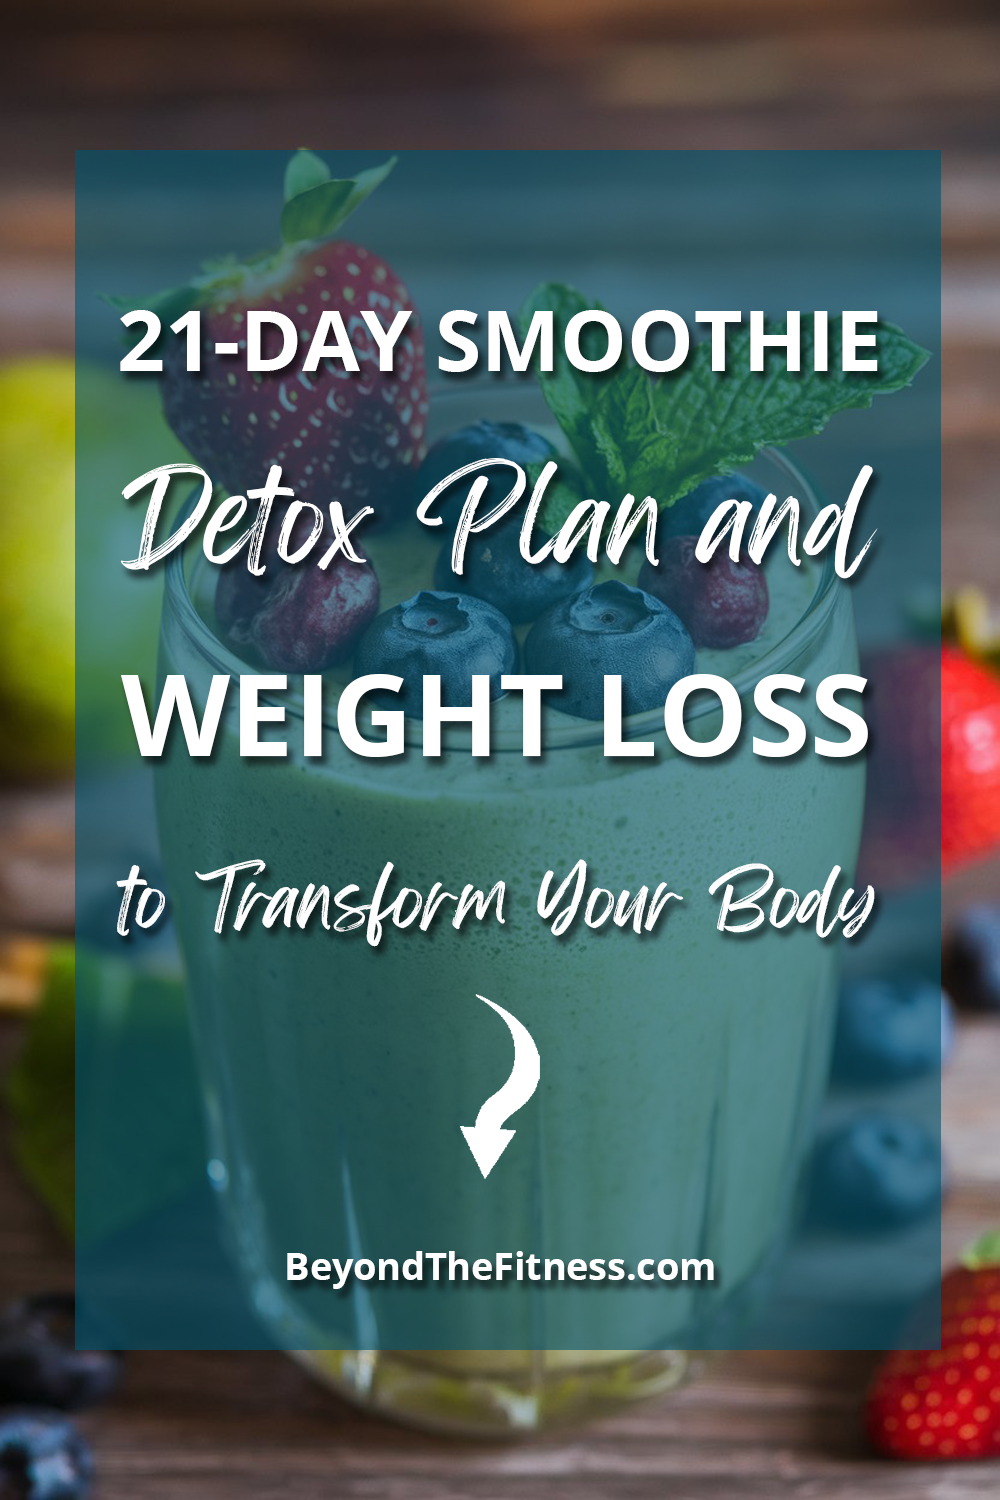 21-DAY SMOOTHIE
Detox Plan and
WEIGHT LOSS
to Transform Your Body
BeyondTheFitness.com